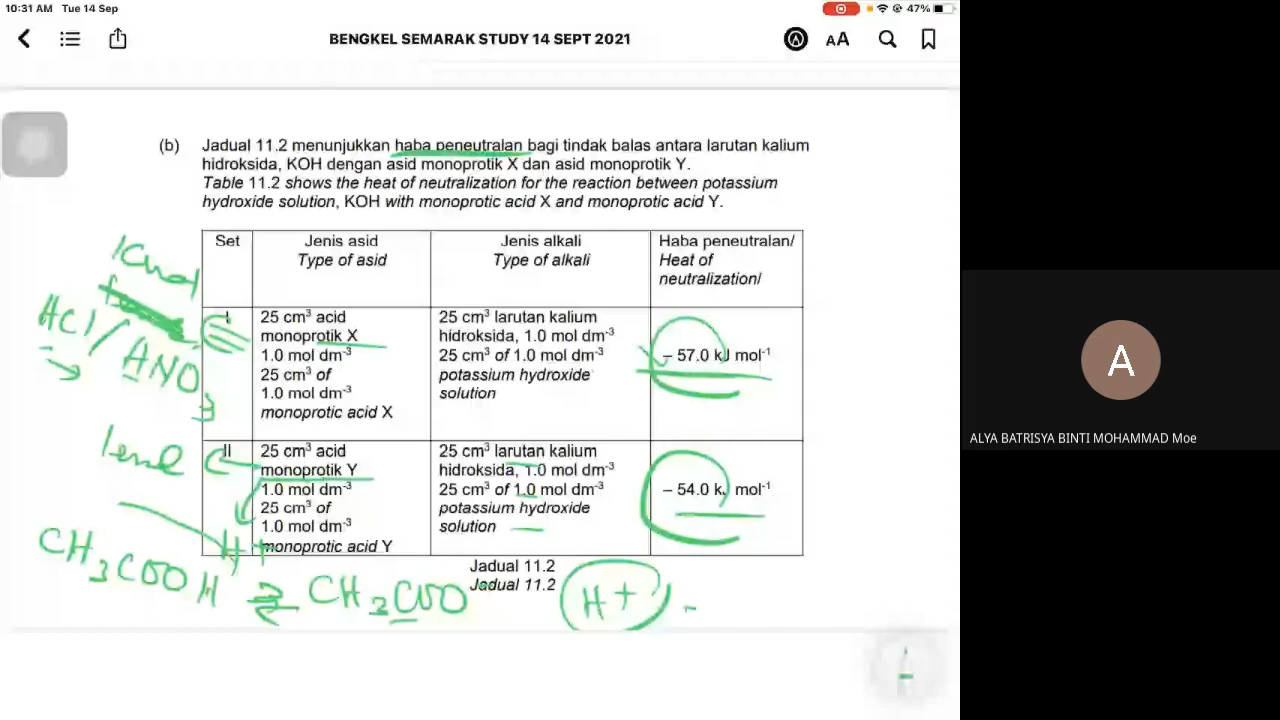 10:31 AM Tue 14 Sep
47%
BENGKEL SEMARAK STUDY 14 SEPT 2021
AA
(b) Jadual 11.2 menunjukkan haba peneutralan bagi tindak balas antara larutan kalium
hidroksida, KOH dengan asid monoprotik X dan asid monoprotik Y.
Table 11.2 shows the heat of neutralization for the reaction between potassium
hydroxide solution, KOH with monoprotic acid X and monoprotic acid Y.
Set
Jenis asid
Type of asid
Jenis alkali
Type of alkali
Haba peneutralan/
Heat of
neutralization/
I
25 cm³ acid
monoprotik X
1.0 mol dm⁻³
25 cm³ of
1.0 mol dm⁻³
monoprotic acid X
25 cm³ larutan kalium
hidroksida, 1.0 mol dm⁻³
25 cm³ of 1.0 mol dm⁻³
potassium hydroxide
solution
– 57.0 kJ mol⁻¹
II
25 cm³ acid
monoprotik Y
1.0 mol dm⁻³
25 cm³ of
1.0 mol dm⁻³
monoprotic acid Y
25 cm³ larutan kalium
hidroksida, 1.0 mol dm⁻³
25 cm³ of 1.0 mol dm⁻³
potassium hydroxide
solution
– 54.0 kJ mol⁻¹
Jadual 11.2
Jadual 11.2
HCl / HNO3
H+
CH3COOH ⇌ CH3COO⁻ H+
A
ALYA BATRISYA BINTI MOHAMMAD Moe